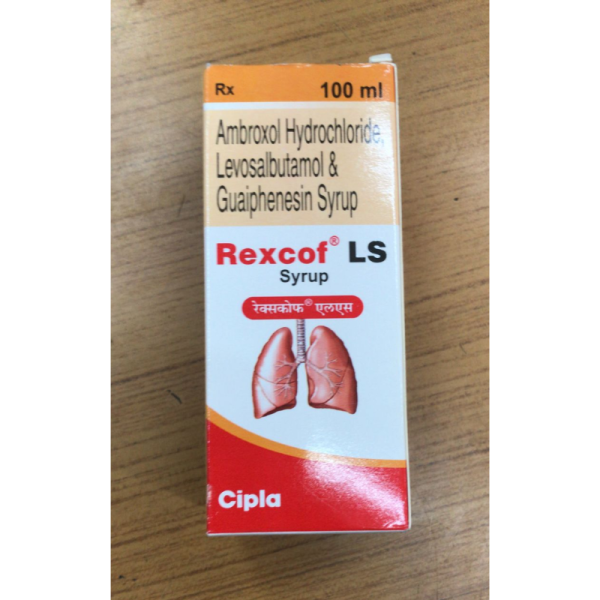 Rx 100 ml
Ambroxol Hydrochloride,
Levosalbutamol &
Guaiphenesin Syrup
Rexcof® LS
Syrup
रेक्सकोफ® एलएस
Cipla